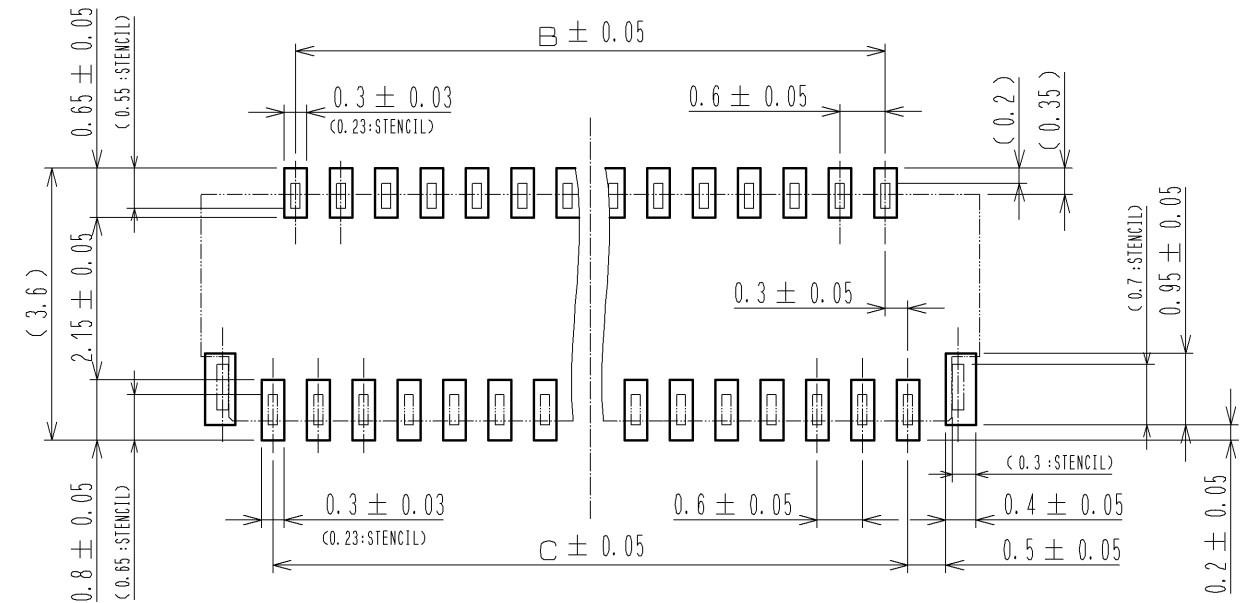 B ± 0.05
0.65 ± 0.05
(0.55:STENCIL)
0.3 ± 0.03
(0.23:STENCIL)
0.6 ± 0.05
(0.2)
(0.35)
(3.6)
2.15 ± 0.05
0.3 ± 0.05
(0.7:STENCIL)
0.95 ± 0.05
(0.3:STENCIL)
0.8 ± 0.05
(0.65:STENCIL)
0.3 ± 0.03
(0.23:STENCIL)
0.6 ± 0.05
0.4 ± 0.05
C ± 0.05
0.5 ± 0.05
0.2 ± 0.05